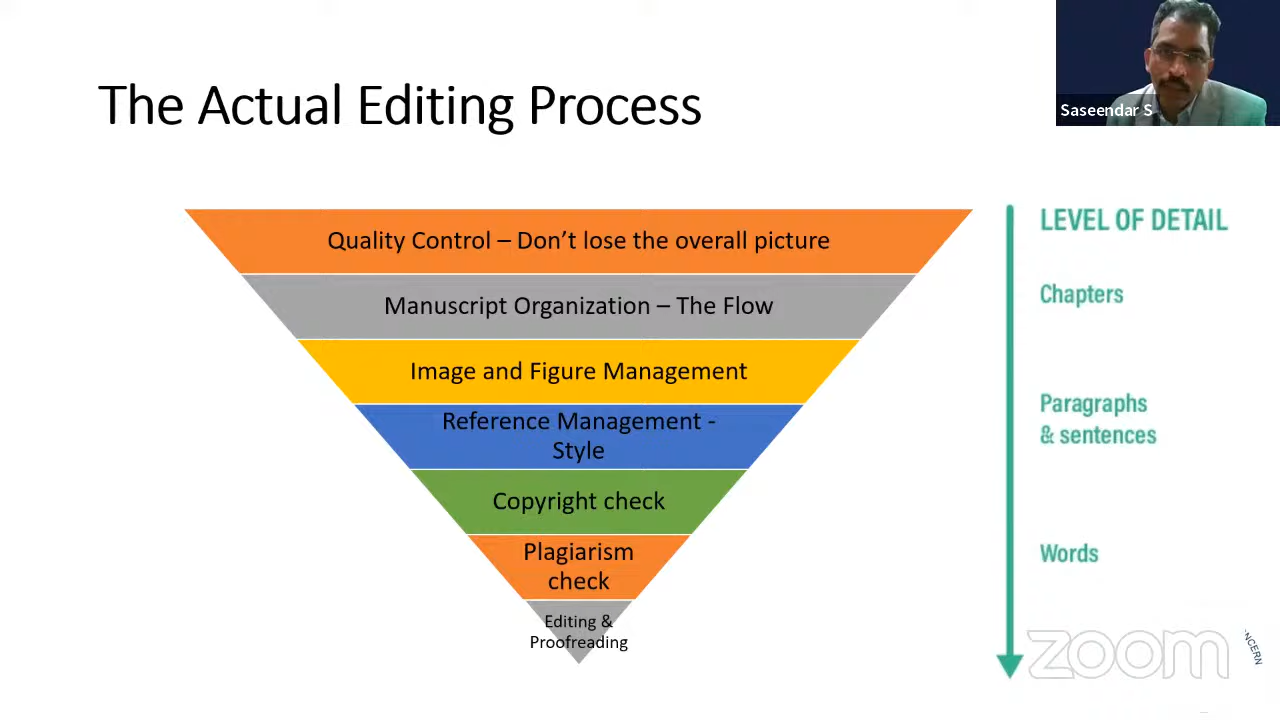 The Actual Editing Process
Saseendar S
Quality Control – Don’t lose the overall picture
Manuscript Organization – The Flow
Image and Figure Management
Reference Management -
Style
Copyright check
Plagiarism
check
Editing &
Proofreading
LEVEL OF DETAIL
Chapters
Paragraphs
& sentences
Words
zoom